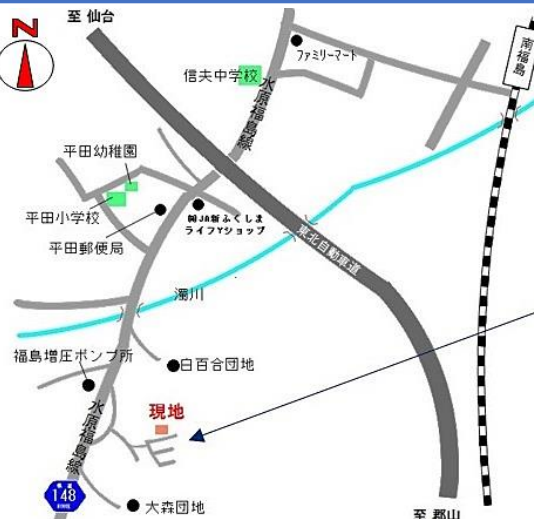 至 仙台
N
ファミリーマート
南福島
信夫中学校
水原福島線
平田幼稚園
平田小学校
平田郵便局
㈱JA新ふくしま
ライフYショップ
東北自動車道
濁川
福島増圧ポンプ所
白百合団地
現地
水原福島線
148
大森団地
至 郡山